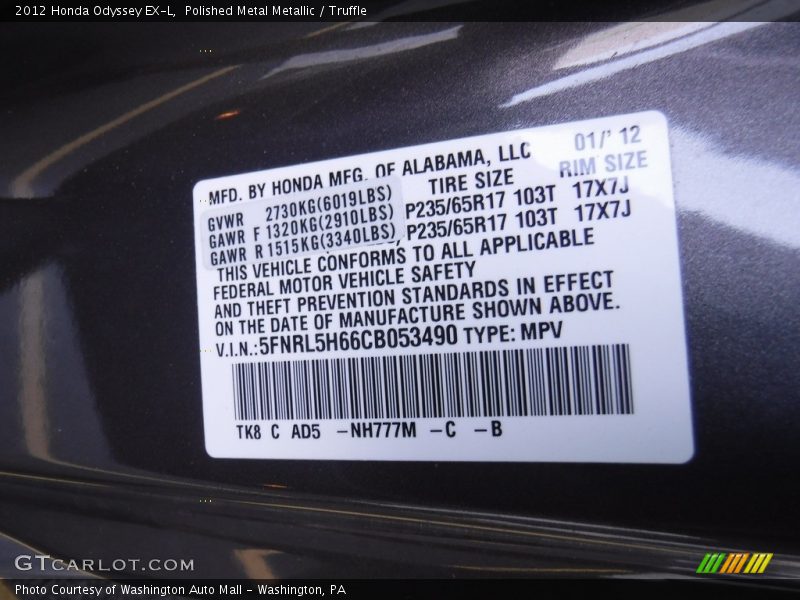 2012 Honda Odyssey EX-L, Polished Metal Metallic / Truffle
MFD. BY HONDA MFG. OF ALABAMA, LLC 01/' 12
TIRE SIZE RIM SIZE
GVWR 2730KG(6019LBS)
GAWR F 1320KG(2910LBS) P235/65R17 103T 17X7J
GAWR R 1515KG(3340LBS), P235/65R17 103T 17X7J
THIS VEHICLE CONFORMS TO ALL APPLICABLE
FEDERAL MOTOR VEHICLE SAFETY
AND THEFT PREVENTION STANDARDS IN EFFECT
ON THE DATE OF MANUFACTURE SHOWN ABOVE.
V.I.N.:5FNRL5H66CB053490 TYPE: MPV
TK8 C AD5 -NH777M -C -B
GTCARLOT.COM
Photo Courtesy of Washington Auto Mall - Washington, PA